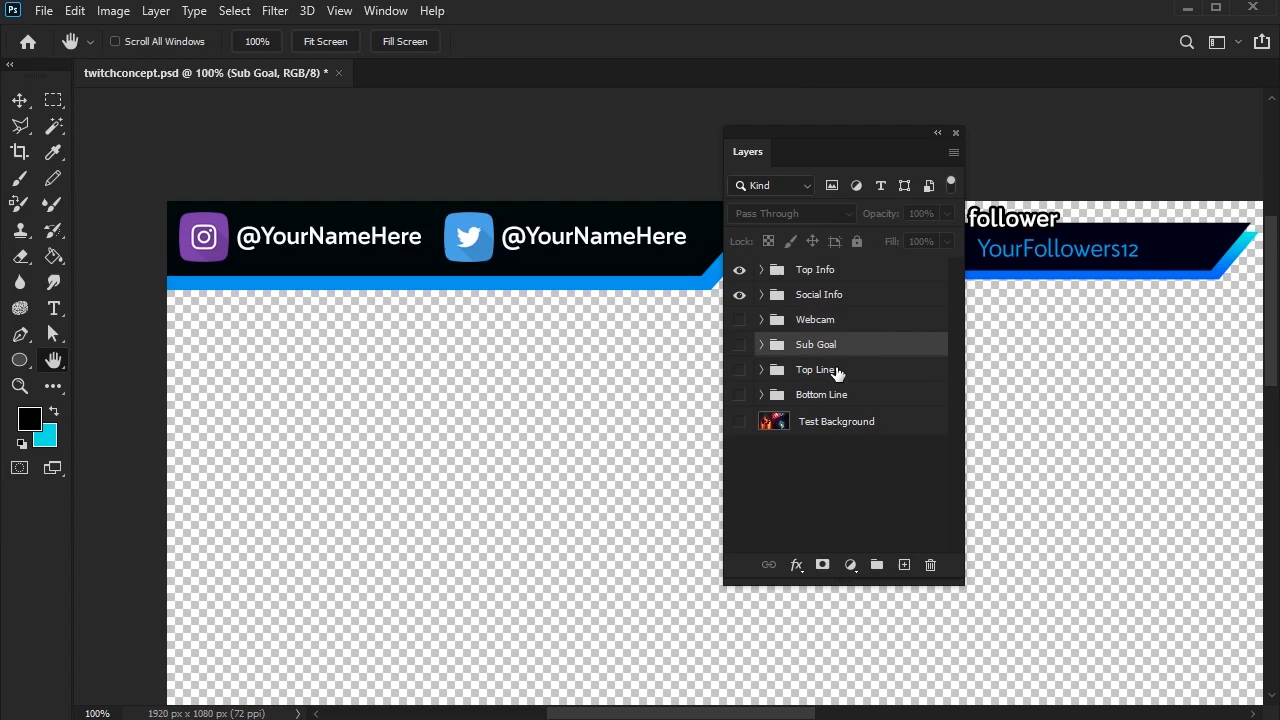 Ps File Edit Image Layer Type Select Filter 3D View Window Help
Scroll All Windows 100% Fit Screen Fill Screen
twitchconcept.psd @ 100% (Sub Goal, RGB/8) *
Layers
Kind
Pass Through Opacity: 100%
Lock: Fill: 100%
Top Info
Social Info
Webcam
Sub Goal
Top Line
Bottom Line
Test Background
fx
@YourNameHere @YourNameHere
follower
YourFollowers12
100% 1920 px x 1080 px (72 ppi)